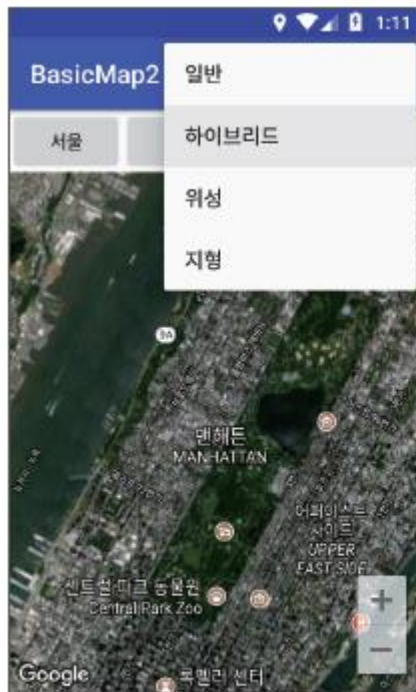 1:11
BasicMap2
일반
서울
하이브리드
위성
지형
9A
맨해튼
MANHATTAN
어퍼이스트
사이드
UPPER
EAST SIDE
센트럴 파크 동물원
Central Park Zoo
록펠러 센터
Google
+
−